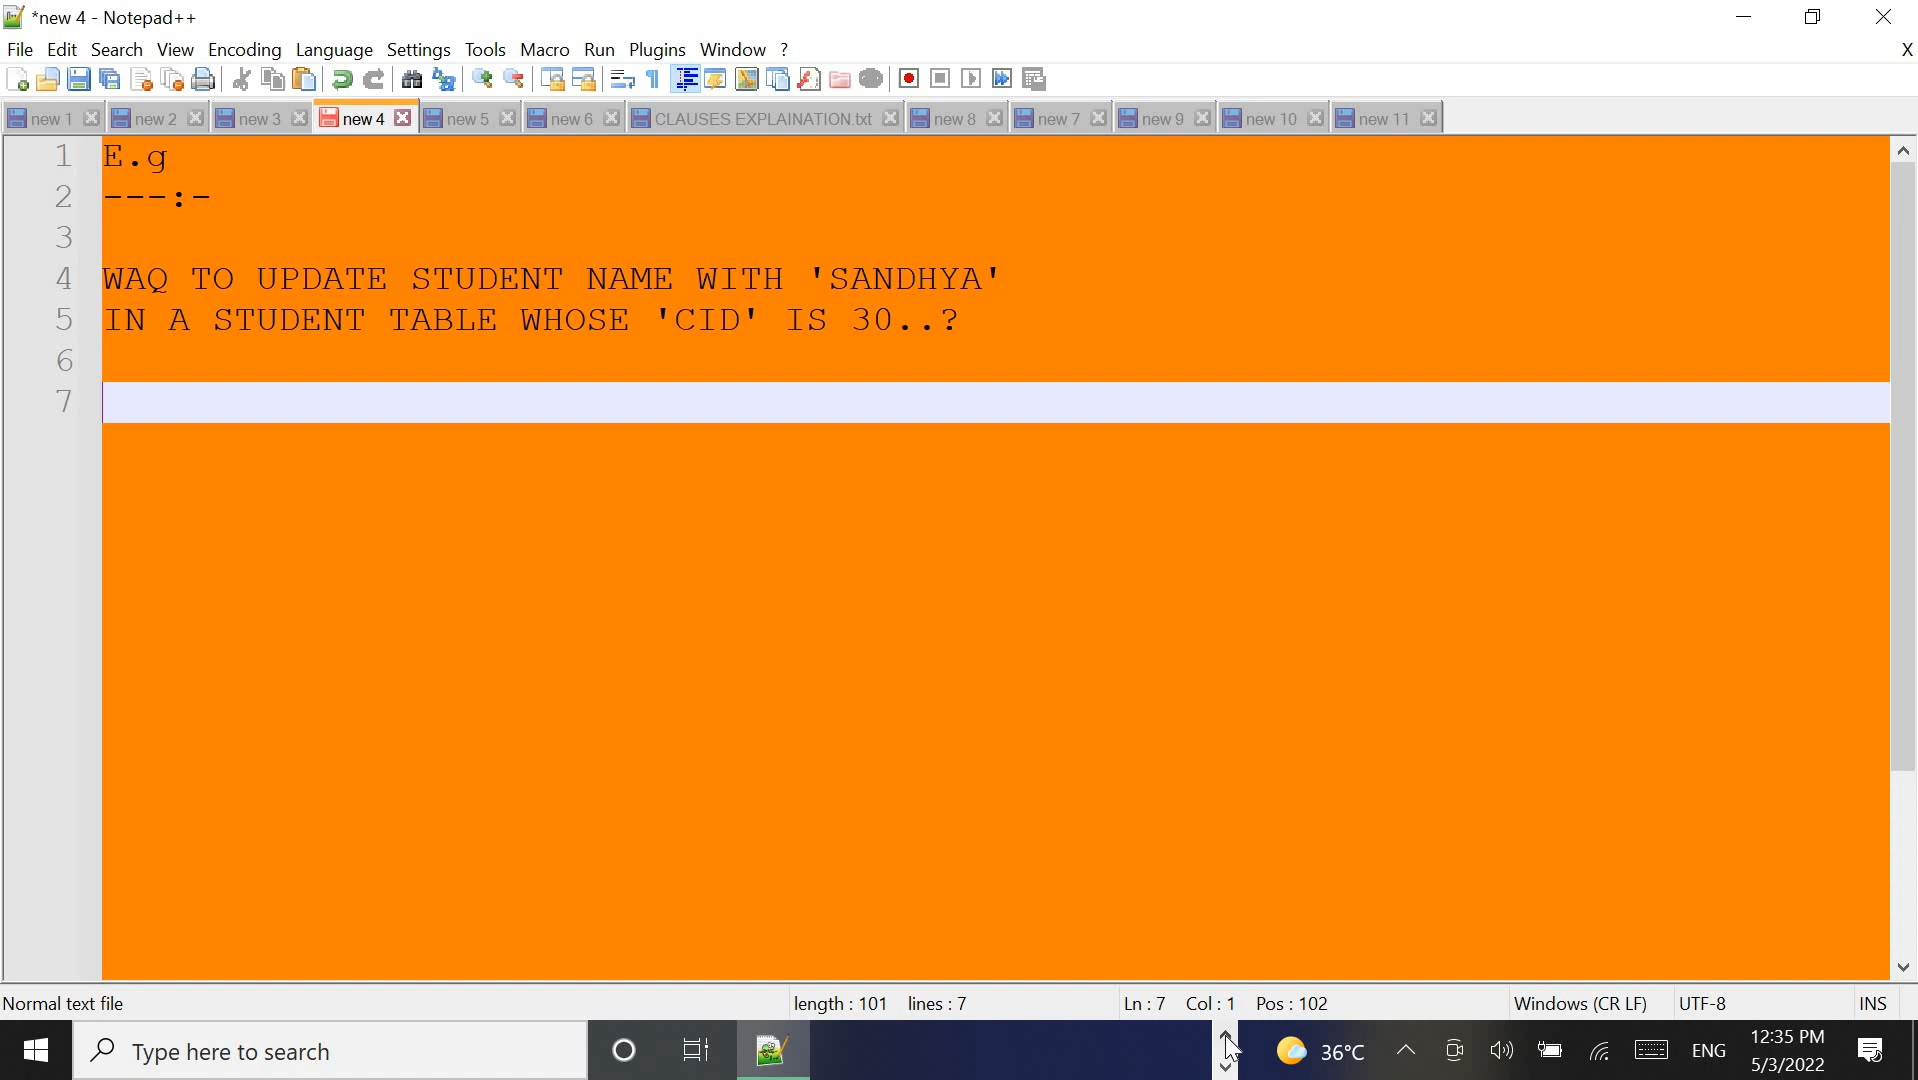 *new 4 - Notepad++
File Edit Search View Encoding Language Settings Tools Macro Run Plugins Window ? X
new 1 new 2 new 3 new 4 new 5 new 6 CLAUSES EXPLAINATION.txt new 8 new 7 new 9 new 10 new 11
1 E.g
2 ---:-
3
4 WAQ TO UPDATE STUDENT NAME WITH 'SANDHYA'
5 IN A STUDENT TABLE WHOSE 'CID' IS 30..?
6
7
Normal text file length : 101 lines : 7 Ln : 7 Col : 1 Pos : 102 Windows (CR LF) UTF-8 INS
Type here to search 36°C ENG 12:35 PM
5/3/2022